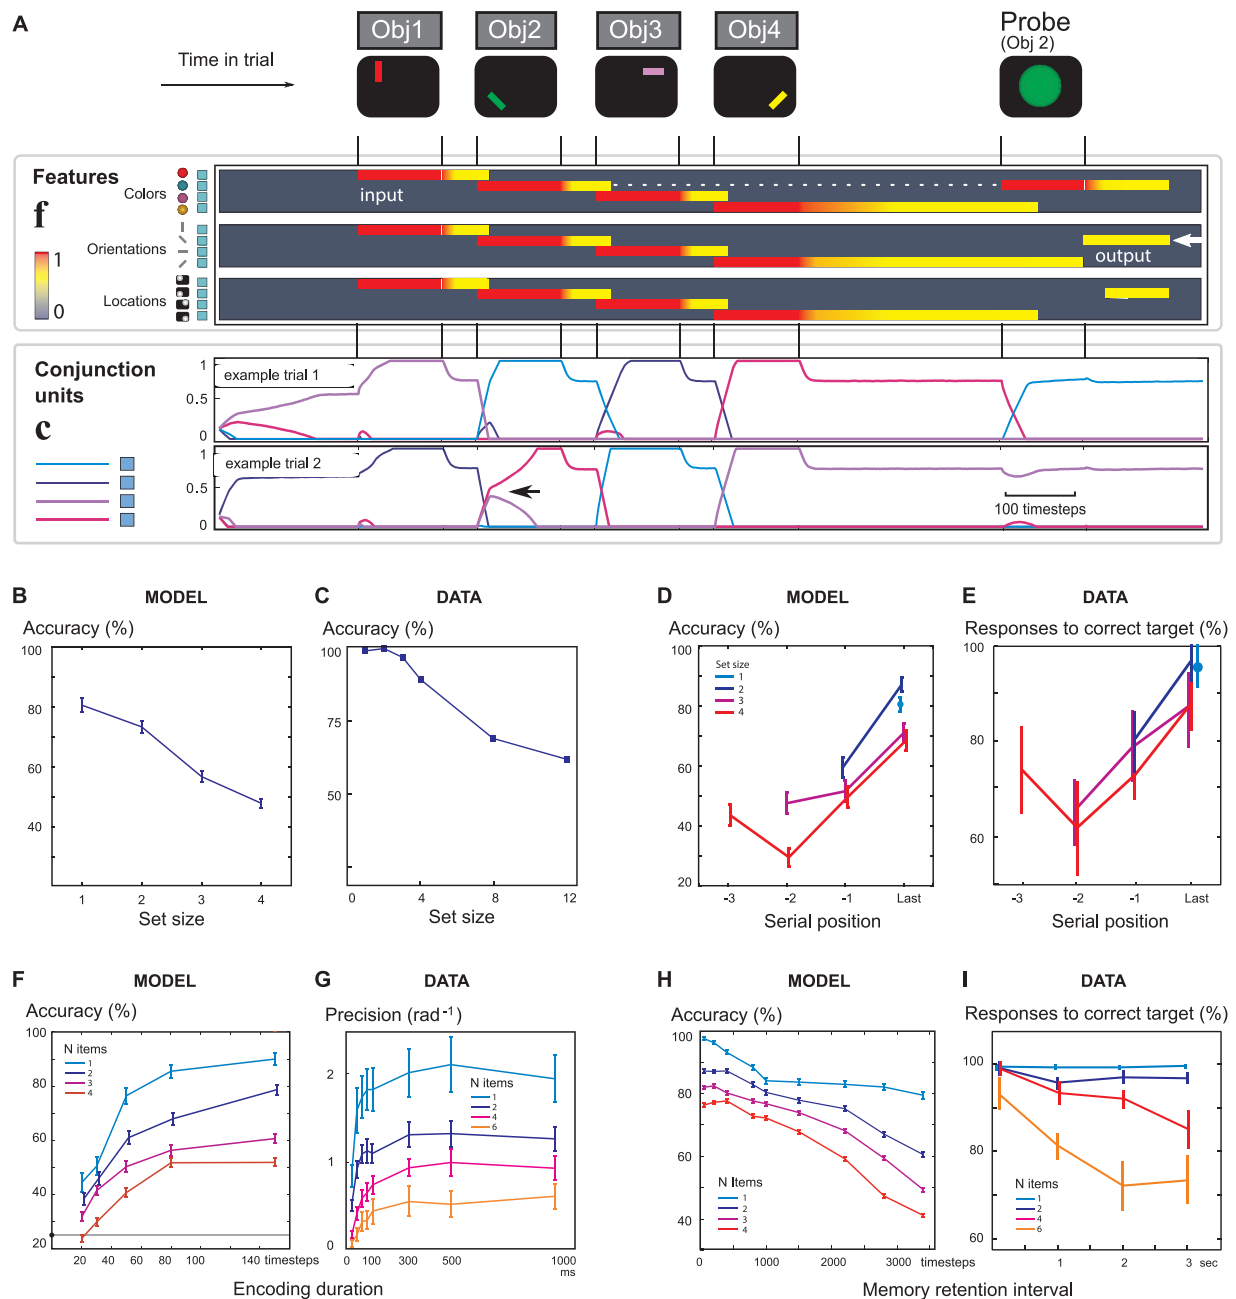 A
Time in trial
Obj1
Obj2
Obj3
Obj4
Probe
(Obj 2)
Features
f
Colors
Orientations
Locations
1
0
input
output
Conjunction
units
c
1
0.5
0
example trial 1
1
0.5
0
example trial 2
100 timesteps
B
MODEL
Accuracy (%)
100
80
60
40
1 2 3 4
Set size
C
DATA
Accuracy (%)
100
75
50
0 4 8 12
Set size
D
MODEL
Accuracy (%)
100
80
60
40
20
Set size
1
2
3
4
-3 -2 -1 Last
Serial position
E
DATA
Responses to correct target (%)
100
80
60
-3 -2 -1 Last
Serial position
F
MODEL
Accuracy (%)
100
80
60
40
20
N items
1
2
3
4
20 60 100 140 timesteps
G
DATA
Precision (rad-1)
2
1
0
N items
1
2
4
6
0 100 300 500 1000
ms
Encoding duration
H
MODEL
Accuracy (%)
100
80
60
40
N Items
1
2
3
4
0 1000 2000 3000 timesteps
I
DATA
Responses to correct target (%)
100
80
60
N items
1
2
4
6
1 2 3 sec
Memory retention interval